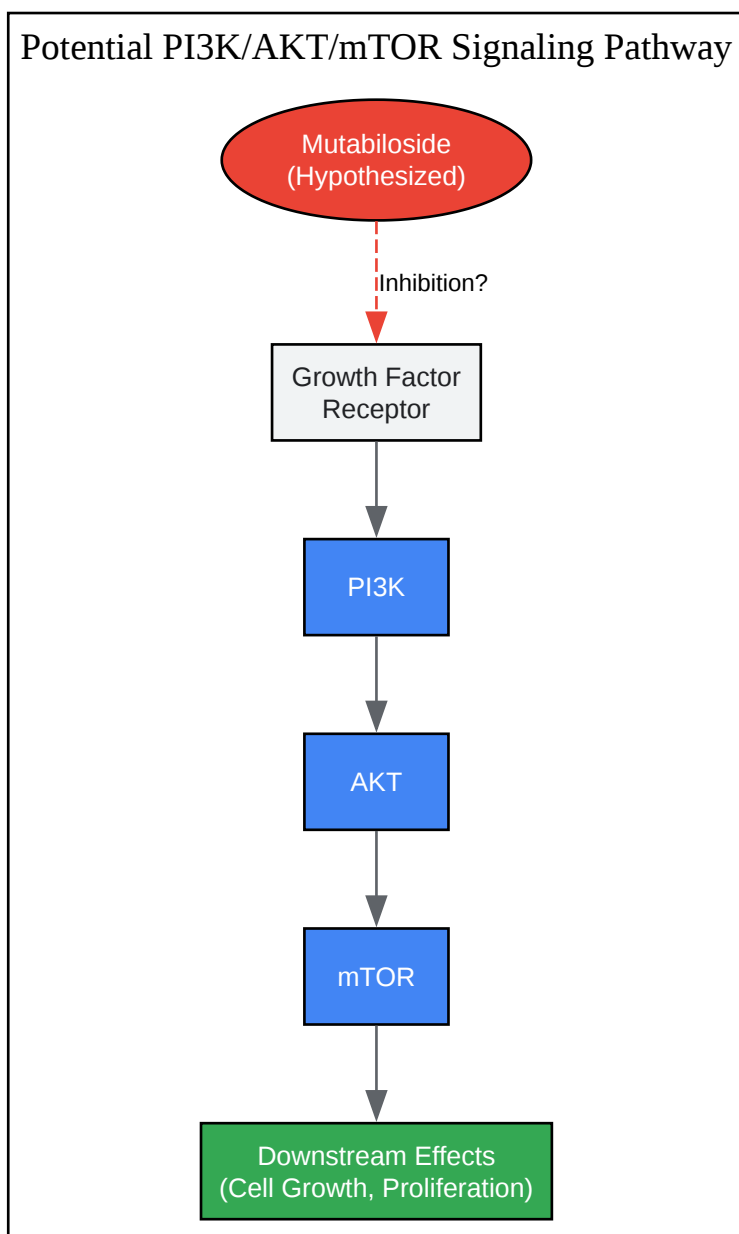 Potential PI3K/AKT/mTOR Signaling Pathway
Mutabiloside
(Hypothesized)
Inhibition?
Growth Factor
Receptor
PI3K
AKT
mTOR
Downstream Effects
(Cell Growth, Proliferation)